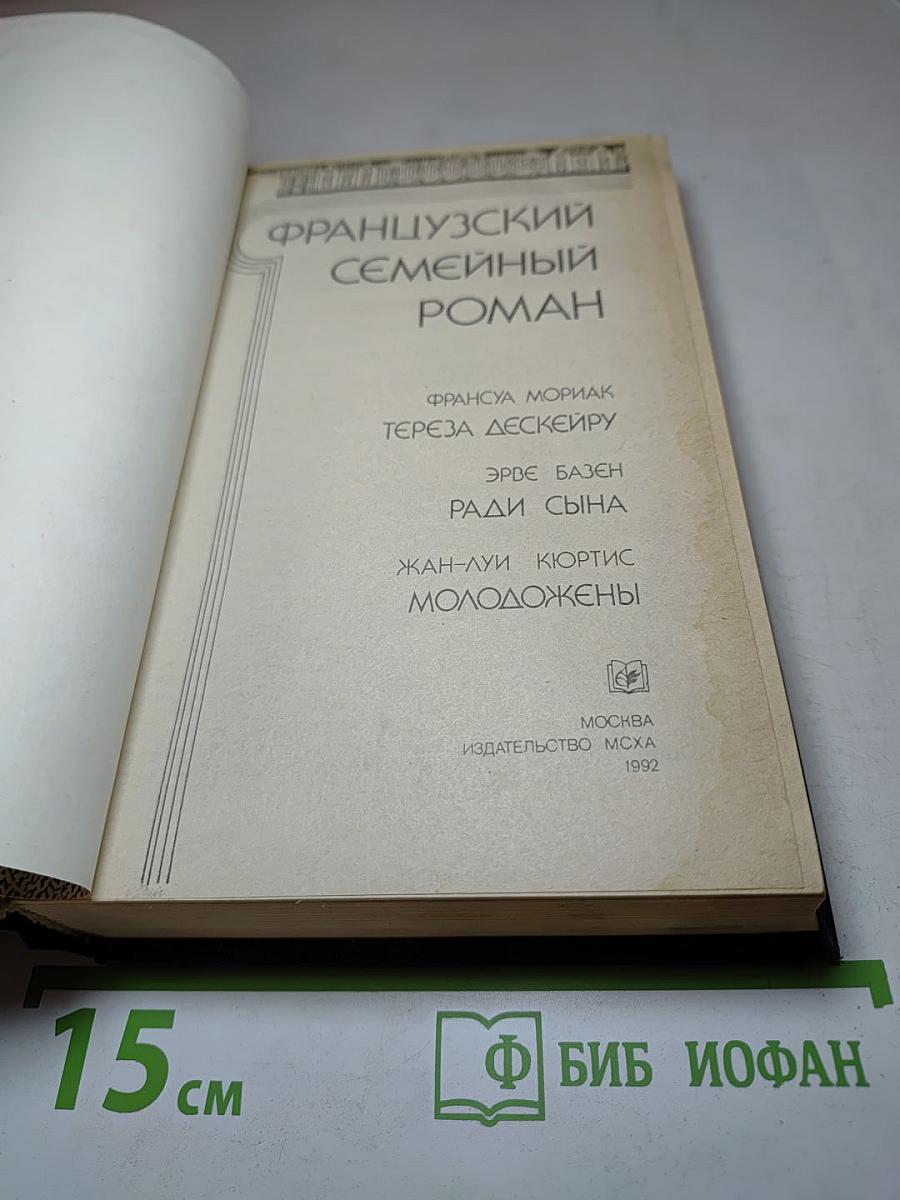 ФРАНЦУЗСКИЙ
СЕМЕЙНЫЙ
РОМАН
ФРАНСУА МОРИАК
ТЕРЕЗА ДЕСКЕЙРУ
ЭРВЕ БАЗЕН
РАДИ СЫНА
ЖАН-ЛУИ КЮРТИС
МОЛОДОЖЕНЫ
МОСКВА
ИЗДАТЕЛЬСТВО МСХА
1992
15 см
Ф БИБ ИОФАН